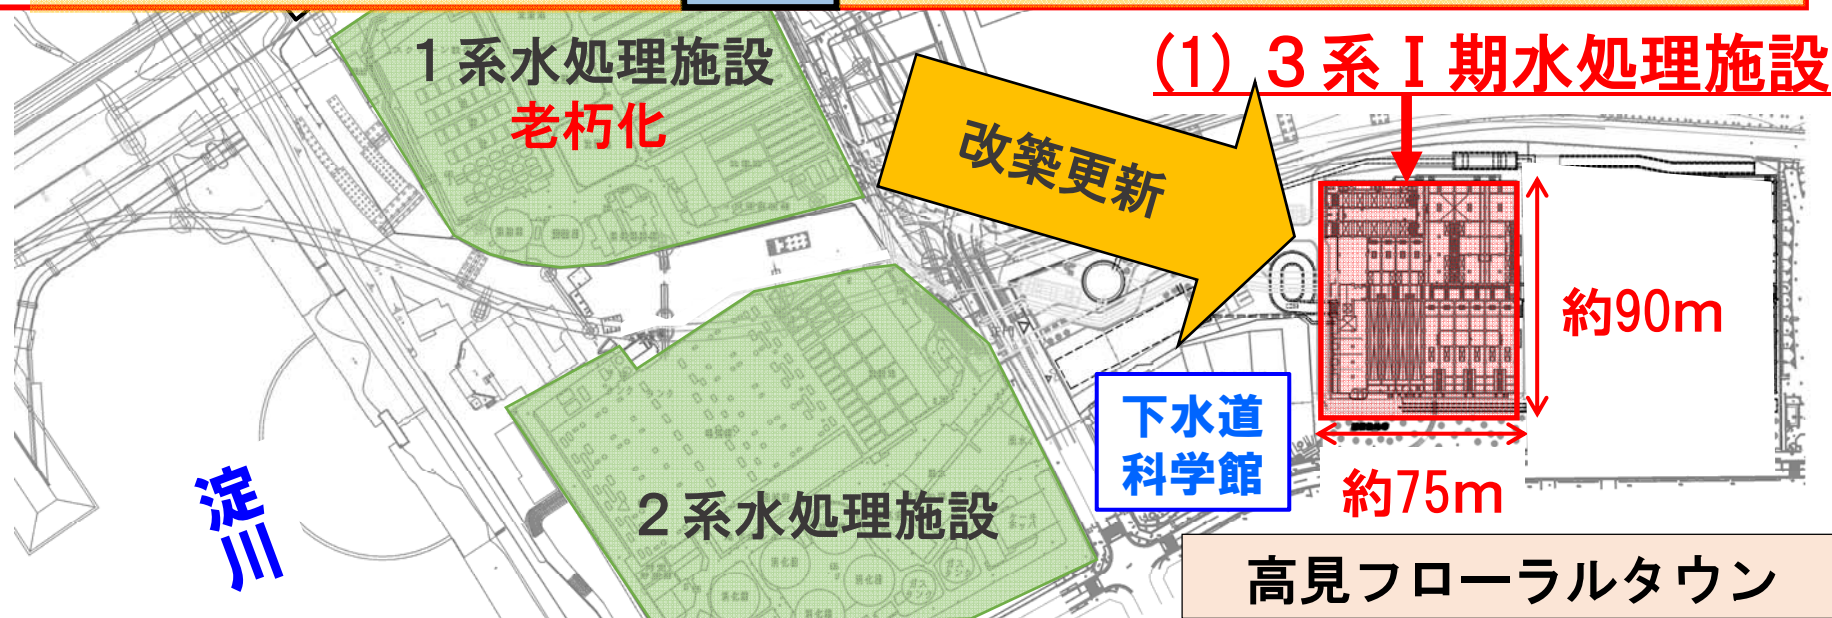 1系水処理施設
老朽化
改築更新
(1) 3系Ⅰ期水処理施設
約90m
約75m
下水道
科学館
淀川
2系水処理施設
高見フローラルタウン